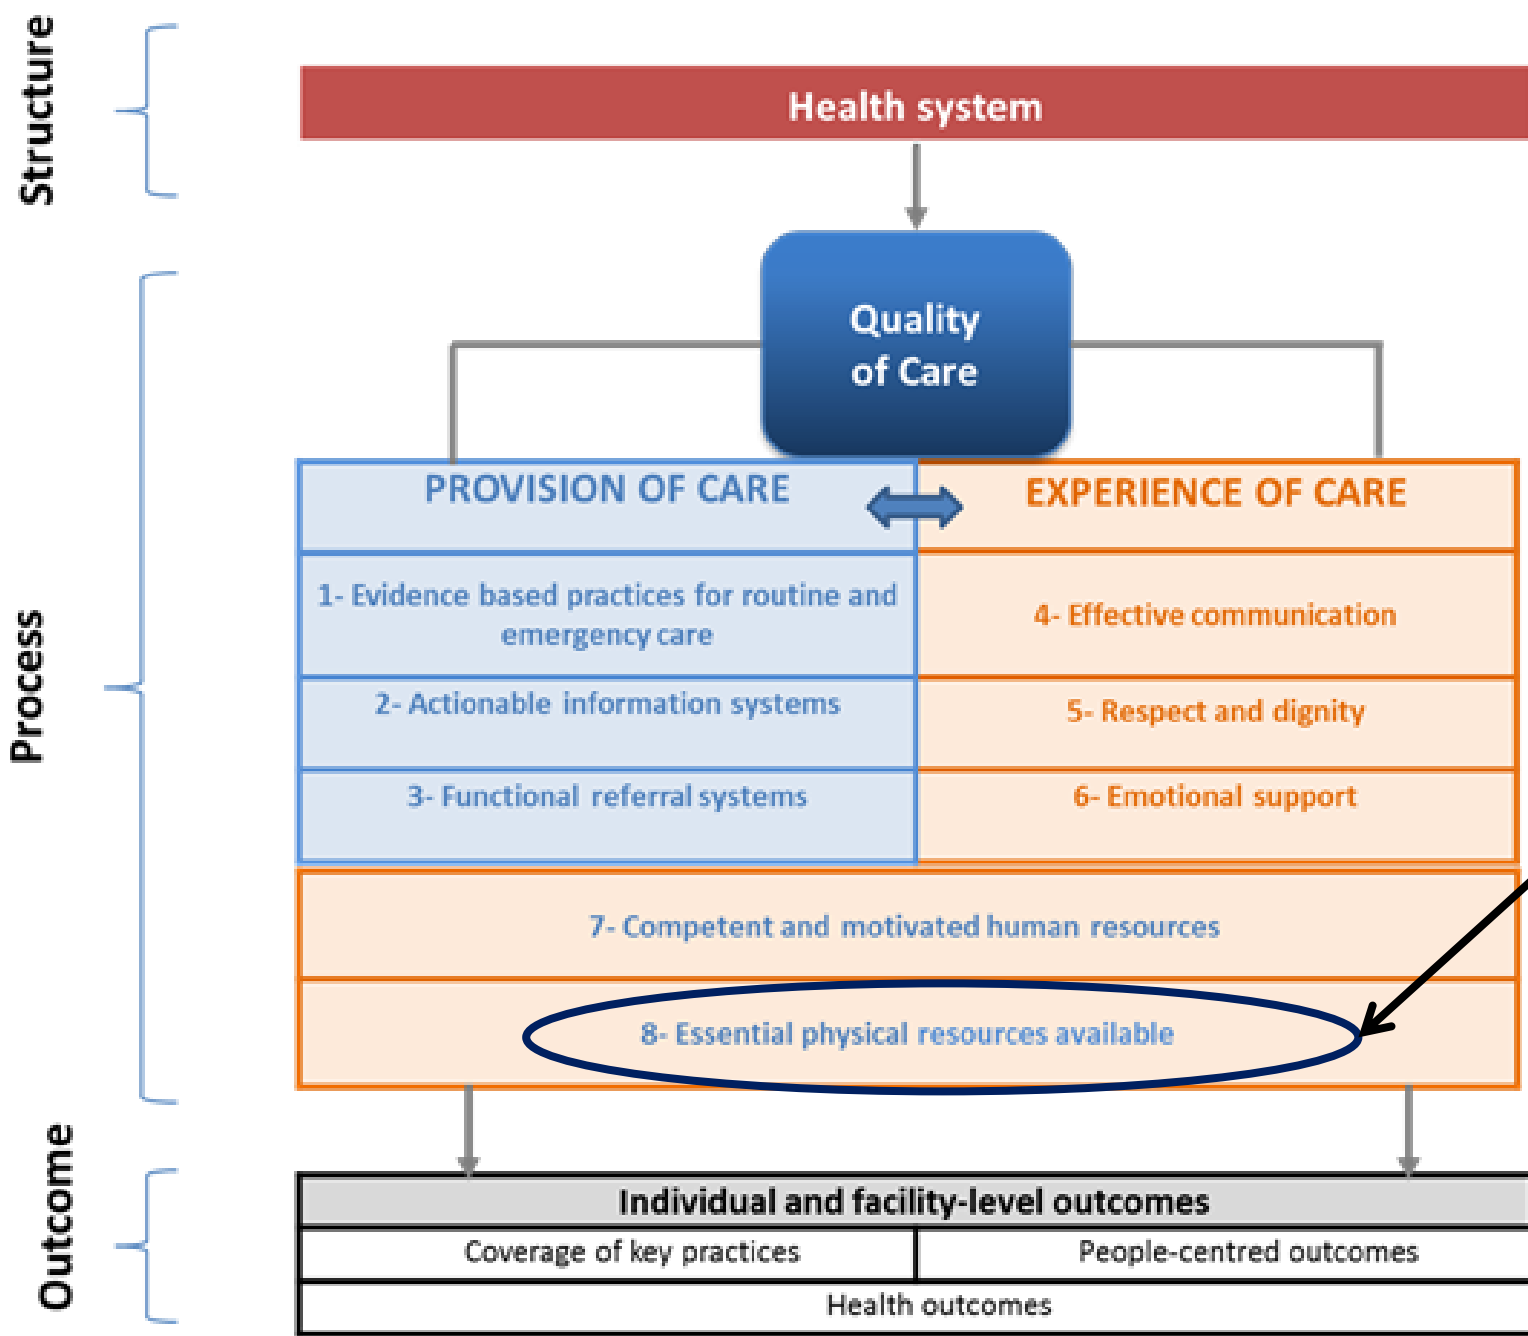 Structure
Health system
Process
Quality
of Care
PROVISION OF CARE
EXPERIENCE OF CARE
1- Evidence based practices for routine and
emergency care
4- Effective communication
2- Actionable information systems
5- Respect and dignity
3- Functional referral systems
6- Emotional support
7- Competent and motivated human resources
8- Essential physical resources available
Outcome
Individual and facility-level outcomes
Coverage of key practices
People-centred outcomes
Health outcomes